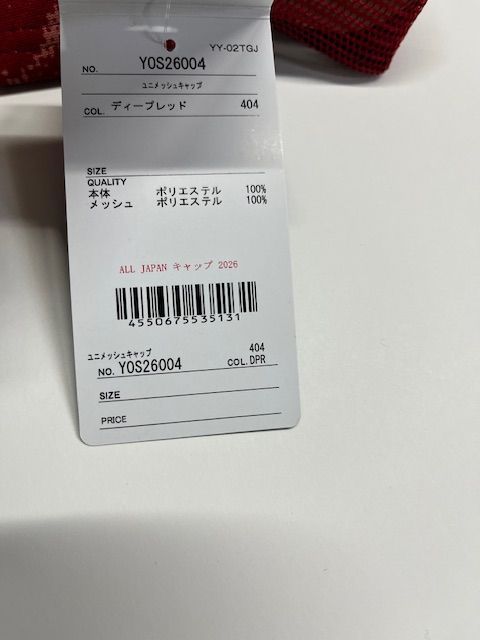 YY-02TGJ
NO. YOS26004
ユニメッシュキャップ
COL. ディープレッド 404
SIZE
QUALITY
本体 ポリエステル 100%
メッシュ ポリエステル 100%
ALL JAPAN キャップ 2026
4550675535131
ユニメッシュキャップ 404
NO. YOS26004 COL. DPR
SIZE
PRICE